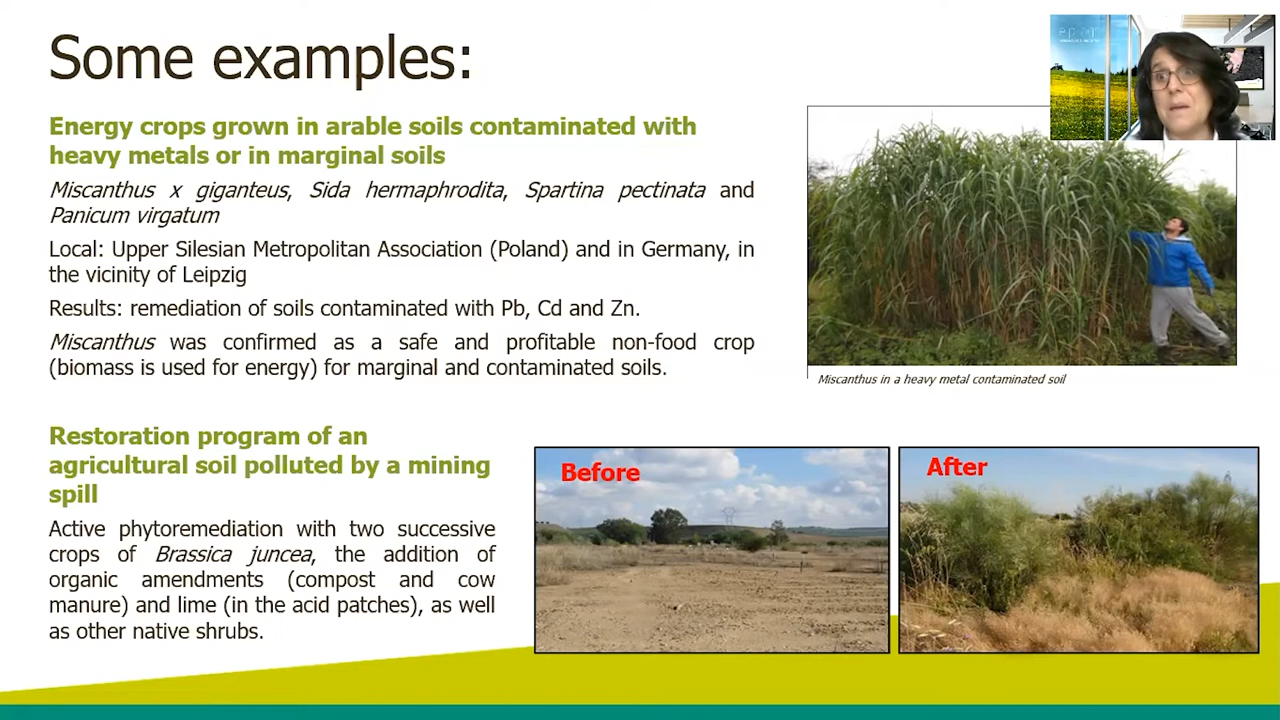 Some examples:
Energy crops grown in arable soils contaminated with
heavy metals or in marginal soils
Miscanthus x giganteus, Sida hermaphrodita, Spartina pectinata and
Panicum virgatum
Local: Upper Silesian Metropolitan Association (Poland) and in Germany, in
the vicinity of Leipzig
Results: remediation of soils contaminated with Pb, Cd and Zn.
Miscanthus was confirmed as a safe and profitable non-food crop
(biomass is used for energy) for marginal and contaminated soils.
Miscanthus in a heavy metal contaminated soil
Restoration program of an
agricultural soil polluted by a mining
spill
Active phytoremediation with two successive
crops of Brassica juncea, the addition of
organic amendments (compost and cow
manure) and lime (in the acid patches), as well
as other native shrubs.
Before
After